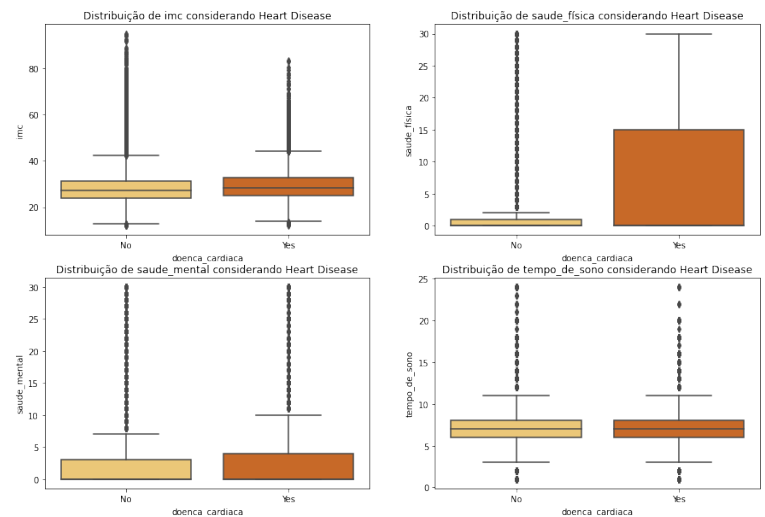 Distribuição de imc considerando Heart Disease
imc
80
60
40
20
No
Yes
doenca_cardiaca
Distribuição de saude_física considerando Heart Disease
saude_física
30
25
20
15
10
5
0
No
Yes
doenca_cardiaca
Distribuição de saude_mental considerando Heart Disease
saude_mental
30
25
20
15
10
5
0
No
Yes
doenca_cardiaca
Distribuição de tempo_de_sono considerando Heart Disease
tempo_de_sono
25
20
15
10
5
0
No
Yes
doenca_cardiaca